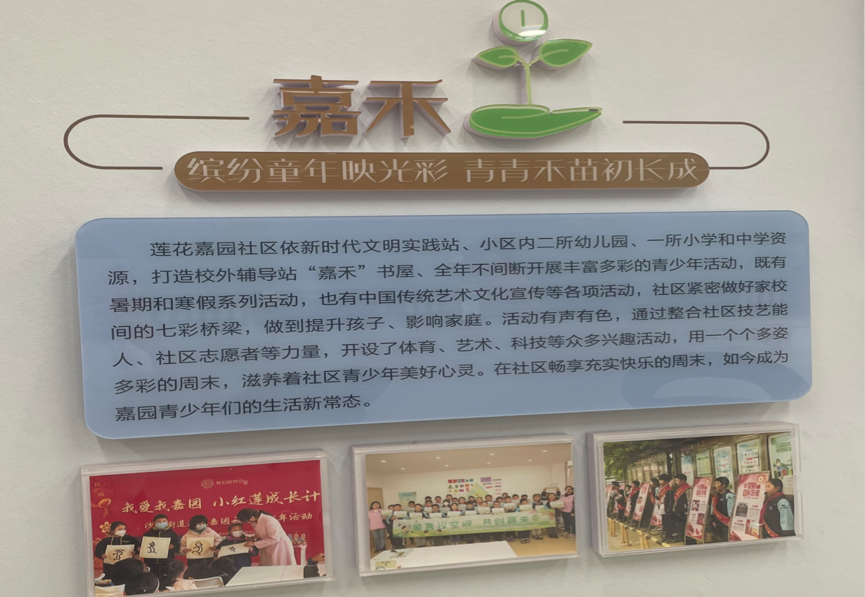 嘉禾
缤纷童年映光彩 青青禾苗初长成
莲花嘉园社区依新时代文明实践站、小区内二所幼儿园、一所小学和中学资
源，打造校外辅导站“嘉禾”书屋、全年不间断开展丰富多彩的青少年活动，既有
暑期和寒假系列活动，也有中国传统艺术文化宣传等各项活动，社区紧密做好家校
间的七彩桥梁，做到提升孩子、影响家庭。活动有声有色，通过整合社区技艺能
人、社区志愿者等力量，开设了体育、艺术、科技等众多兴趣活动，用一个个多姿
多彩的周末，滋养着社区青少年美好心灵。在社区畅享充实快乐的周末，如今成为
嘉园青少年们的生活新常态。
我爱我嘉园 小红莲成长计